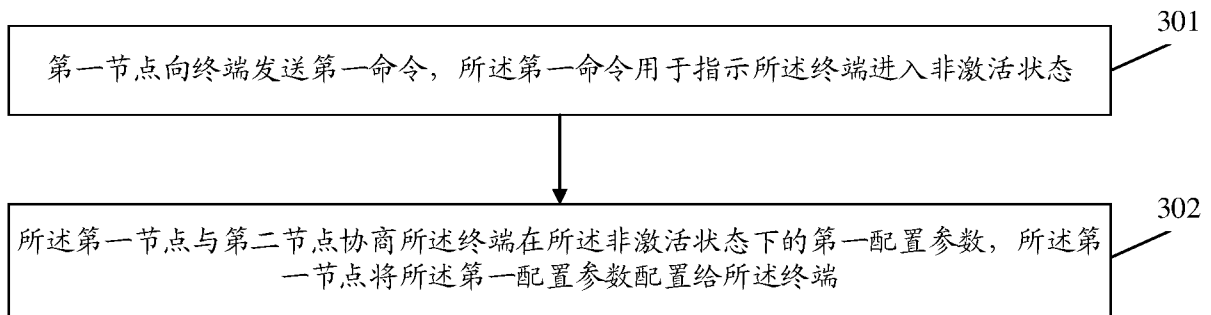 301
第一节点向终端发送第一命令，所述第一命令用于指示所述终端进入非激活状态
302
所述第一节点与第二节点协商所述终端在所述非激活状态下的第一配置参数，所述第
一节点将所述第一配置参数配置给所述终端